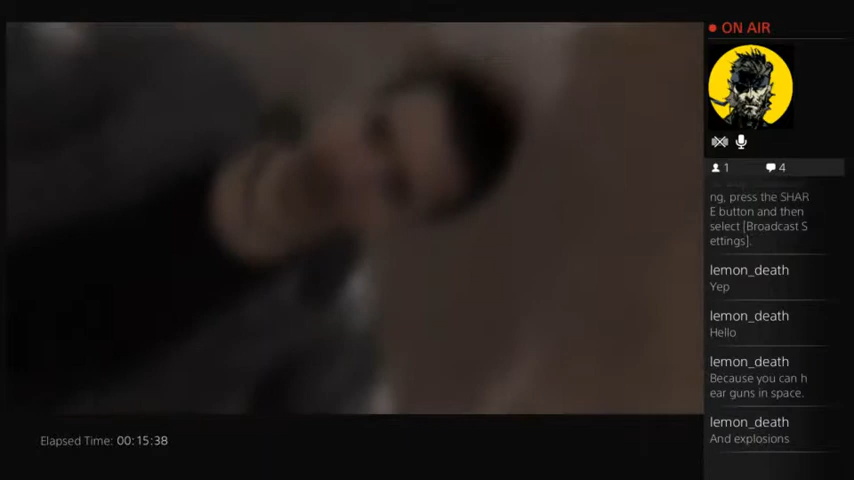 ON AIR
1
4
ng, press the SHAR
E button and then
select [Broadcast S
ettings].
lemon_death
Yep
lemon_death
Hello
lemon_death
Because you can h
ear guns in space.
lemon_death
And explosions
Elapsed Time: 00:15:38